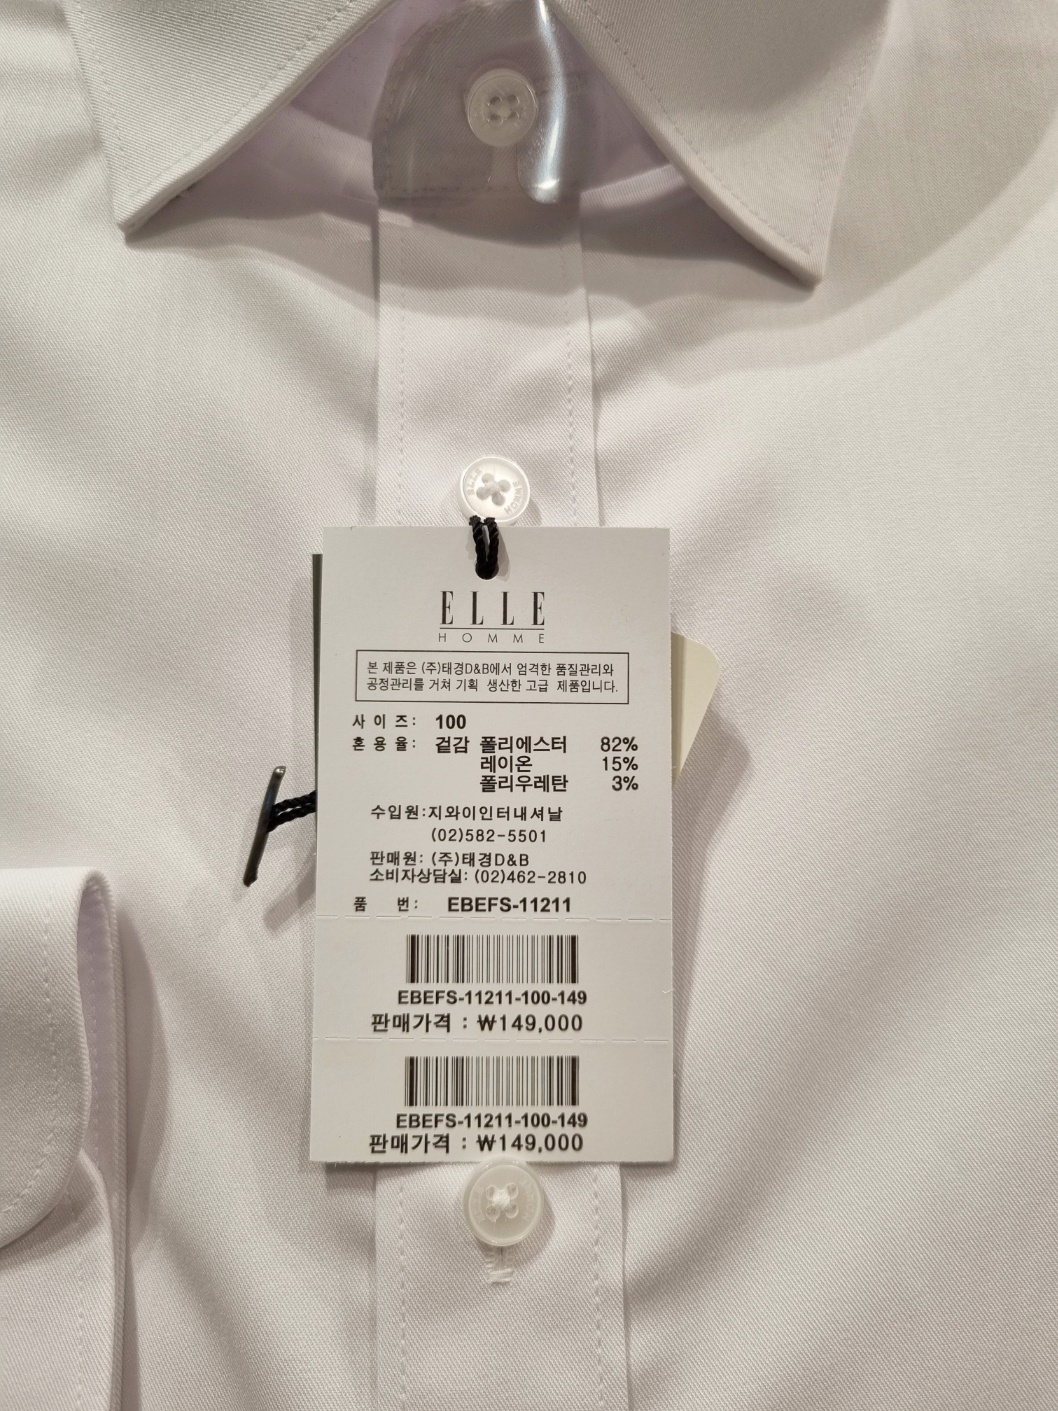 ELLE
HOMME
본 제품은 (주)태경D&B에서 엄격한 품질관리와
공정관리를 거쳐 기획 생산한 고급 제품입니다.
사 이 즈 : 100
혼 용 율 : 겉감 폴리에스터 82%
레이온 15%
폴리우레탄 3%
수입원:지와이인터내셔날
(02)582-5501
판매원: (주)태경D&B
소비자상담실: (02)462-2810
품 번 : EBEFS-11211
EBEFS-11211-100-149
판매가격 : ₩149,000
EBEFS-11211-100-149
판매가격 : ₩149,000